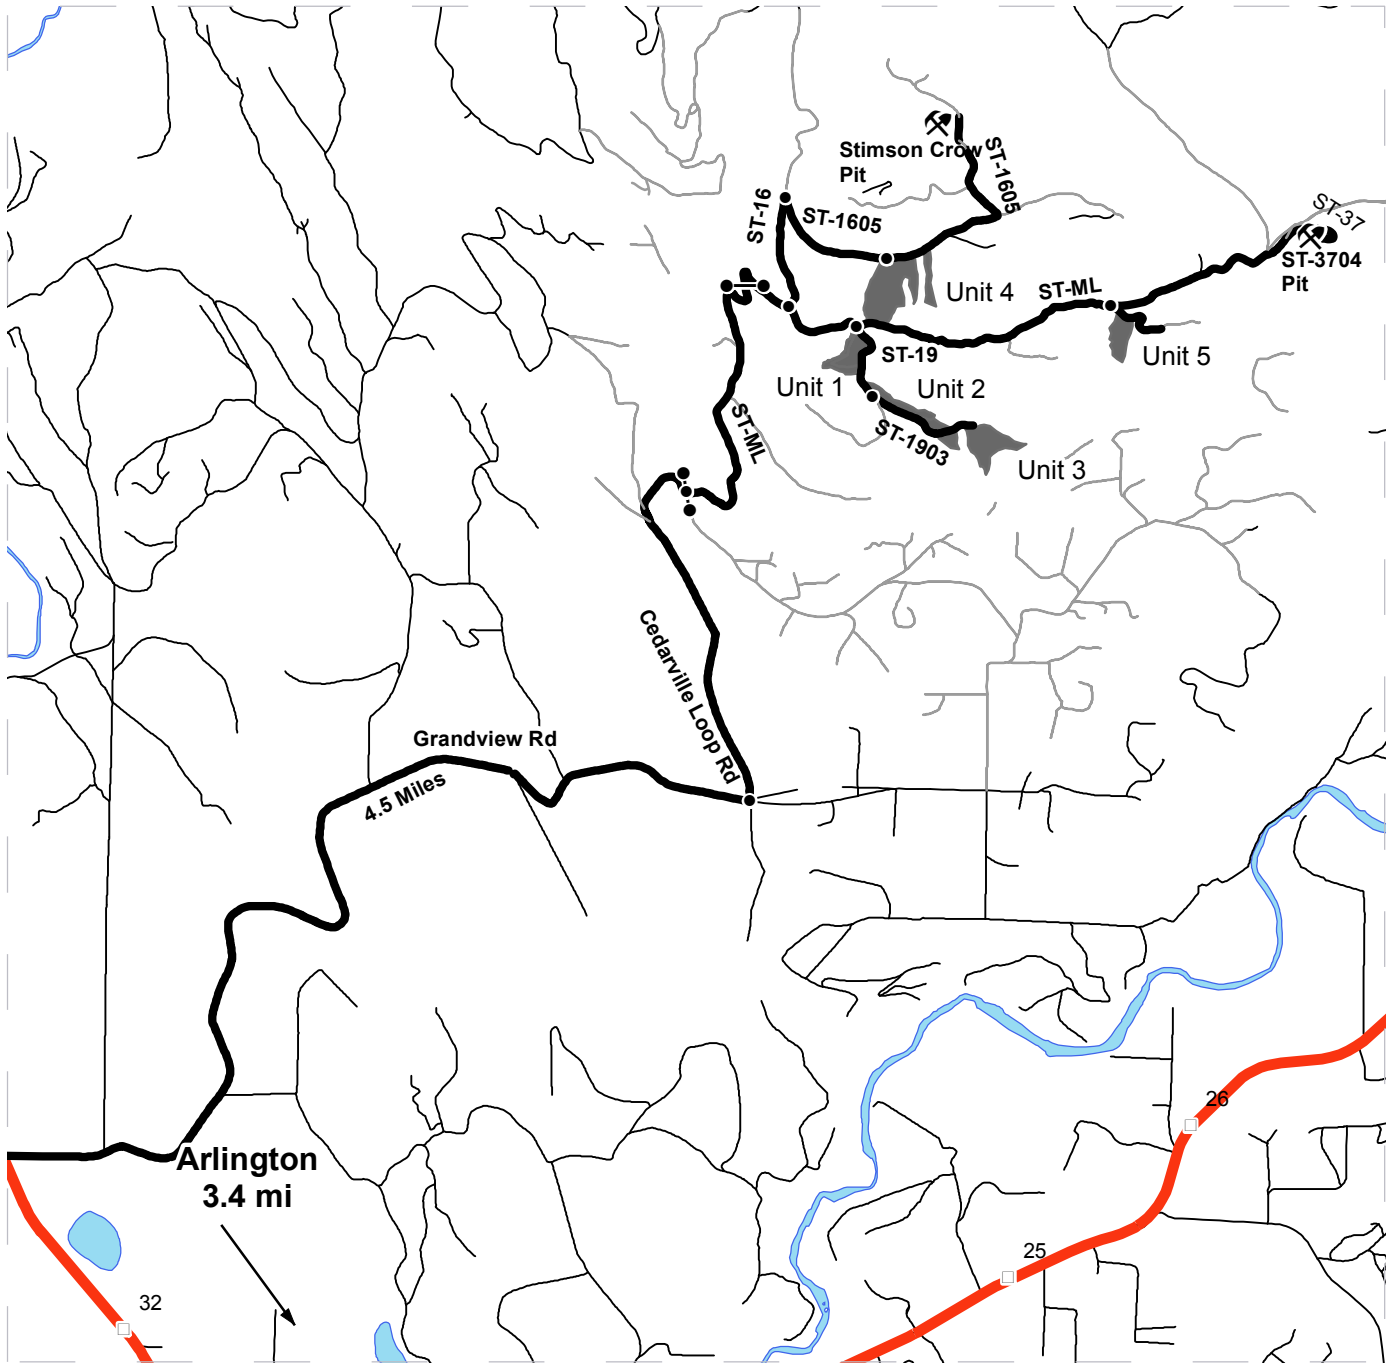 Stimson Crow
Pit
ST-1605
ST-16
ST-1605
ST-37
ST-3704
Pit
Unit 4
ST-ML
ST-19
Unit 5
Unit 1
Unit 2
ST-ML
ST-1903
Unit 3
Cedarville Loop Rd
Grandview Rd
4.5 Miles
26
Arlington
3.4 mi
25
32